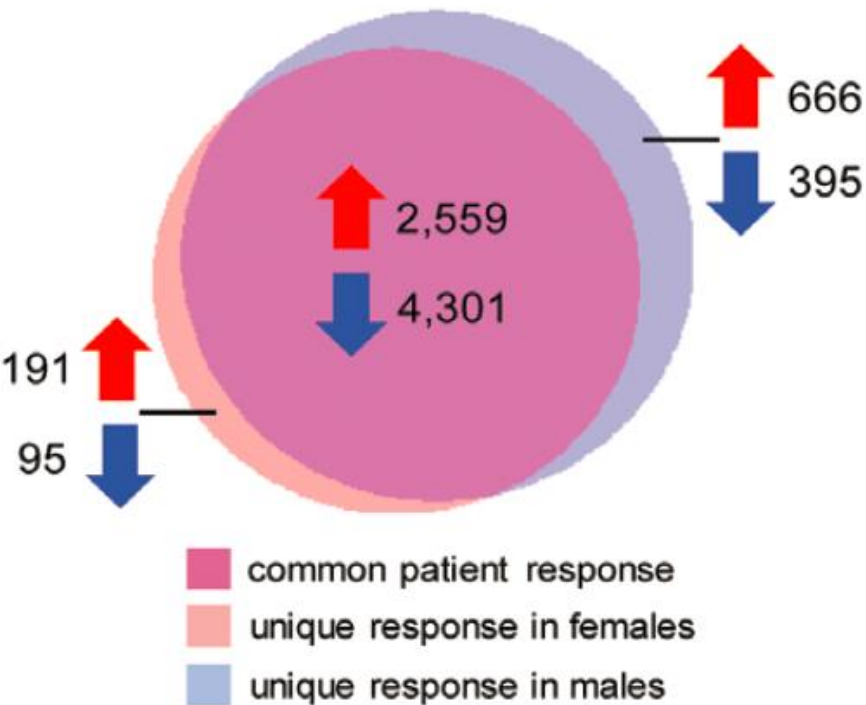 666
395
2,559
4,301
191
95
common patient response
unique response in females
unique response in males